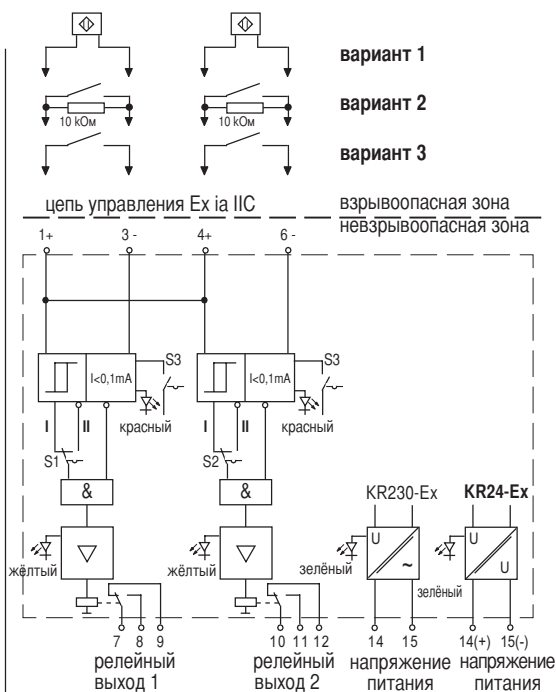 вариант 1
вариант 2
10 kОм
10 kОм
вариант 3
цепь управления Ex ia IIC
взрывоопасная зона
невзрывоопасная зона
1+
3 -
4+
6 -
S3
S3
I<0,1mA
I<0,1mA
I
II
красный
I
II
красный
S1
S2
&
&
KR230-Ex
KR24-Ex
U
U
~
U
жёлтый
жёлтый
зелёный
зелёный
7
8
9
10
11
12
14
15
14(+)
15(-)
релейный
выход 1
релейный
выход 2
напряжение
питания
напряжение
питания